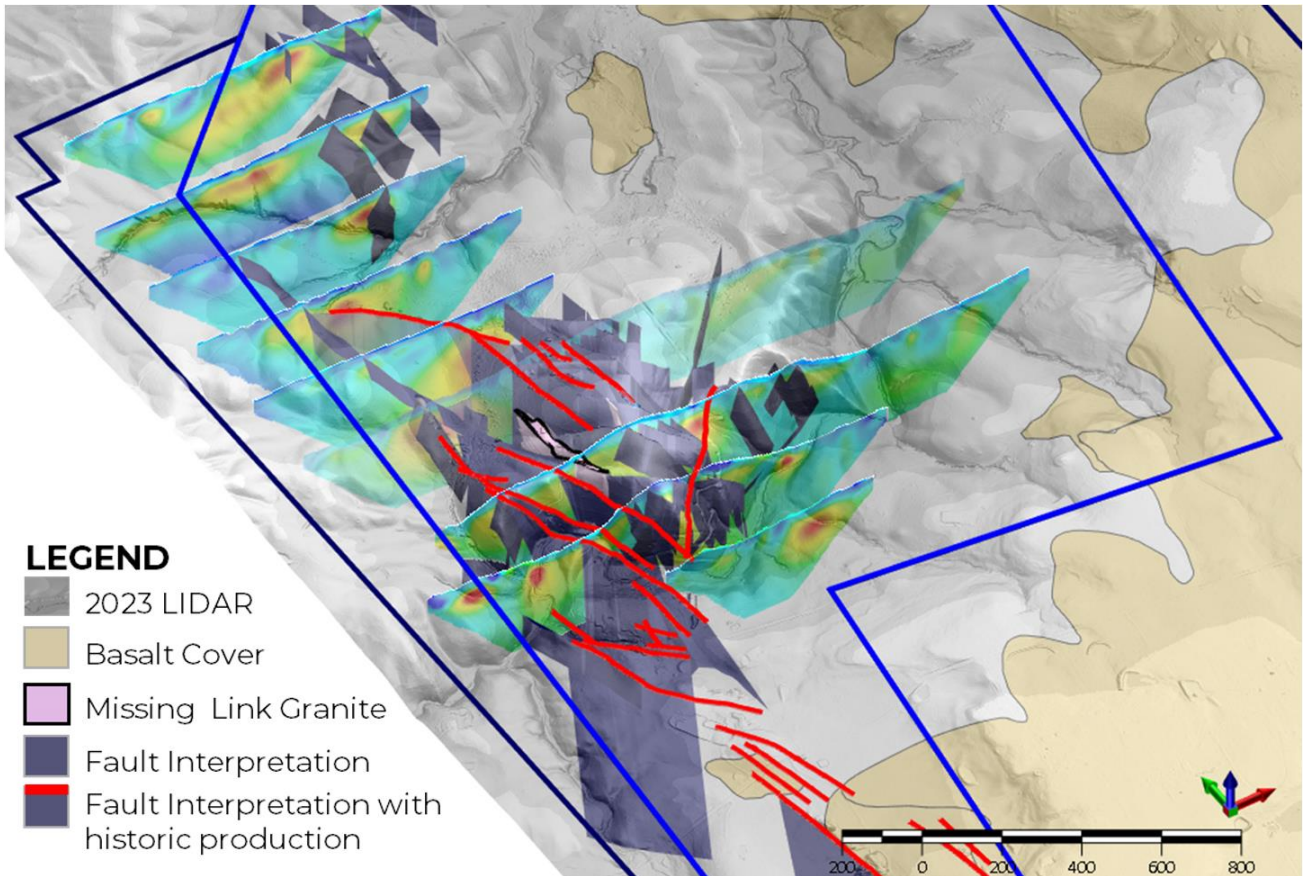 LEGEND
2023 LIDAR
Basalt Cover
Missing Link Granite
Fault Interpretation
Fault Interpretation with
historic production
200 0 200 400 600 800